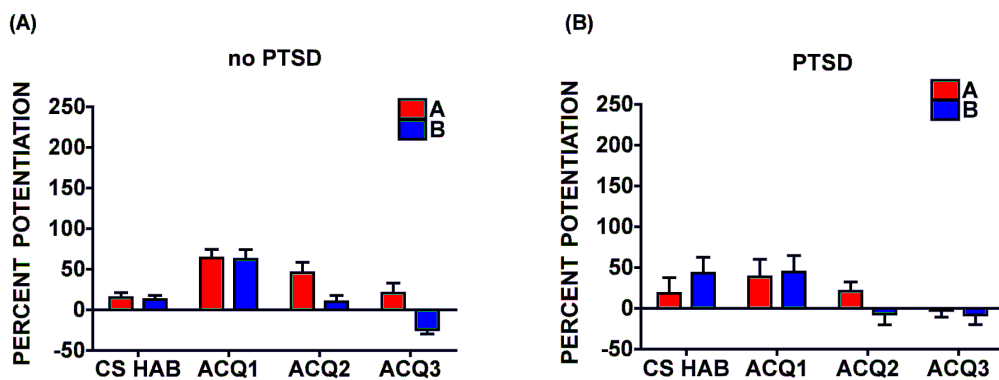 (A)
no PTSD
PERCENT POTENTIATION
250
200
150
100
50
0
-50
A
B
CS HAB ACQ1 ACQ2 ACQ3
(B)
PTSD
PERCENT POTENTIATION
250
200
150
100
50
0
-50
A
B
CS HAB ACQ1 ACQ2 ACQ3